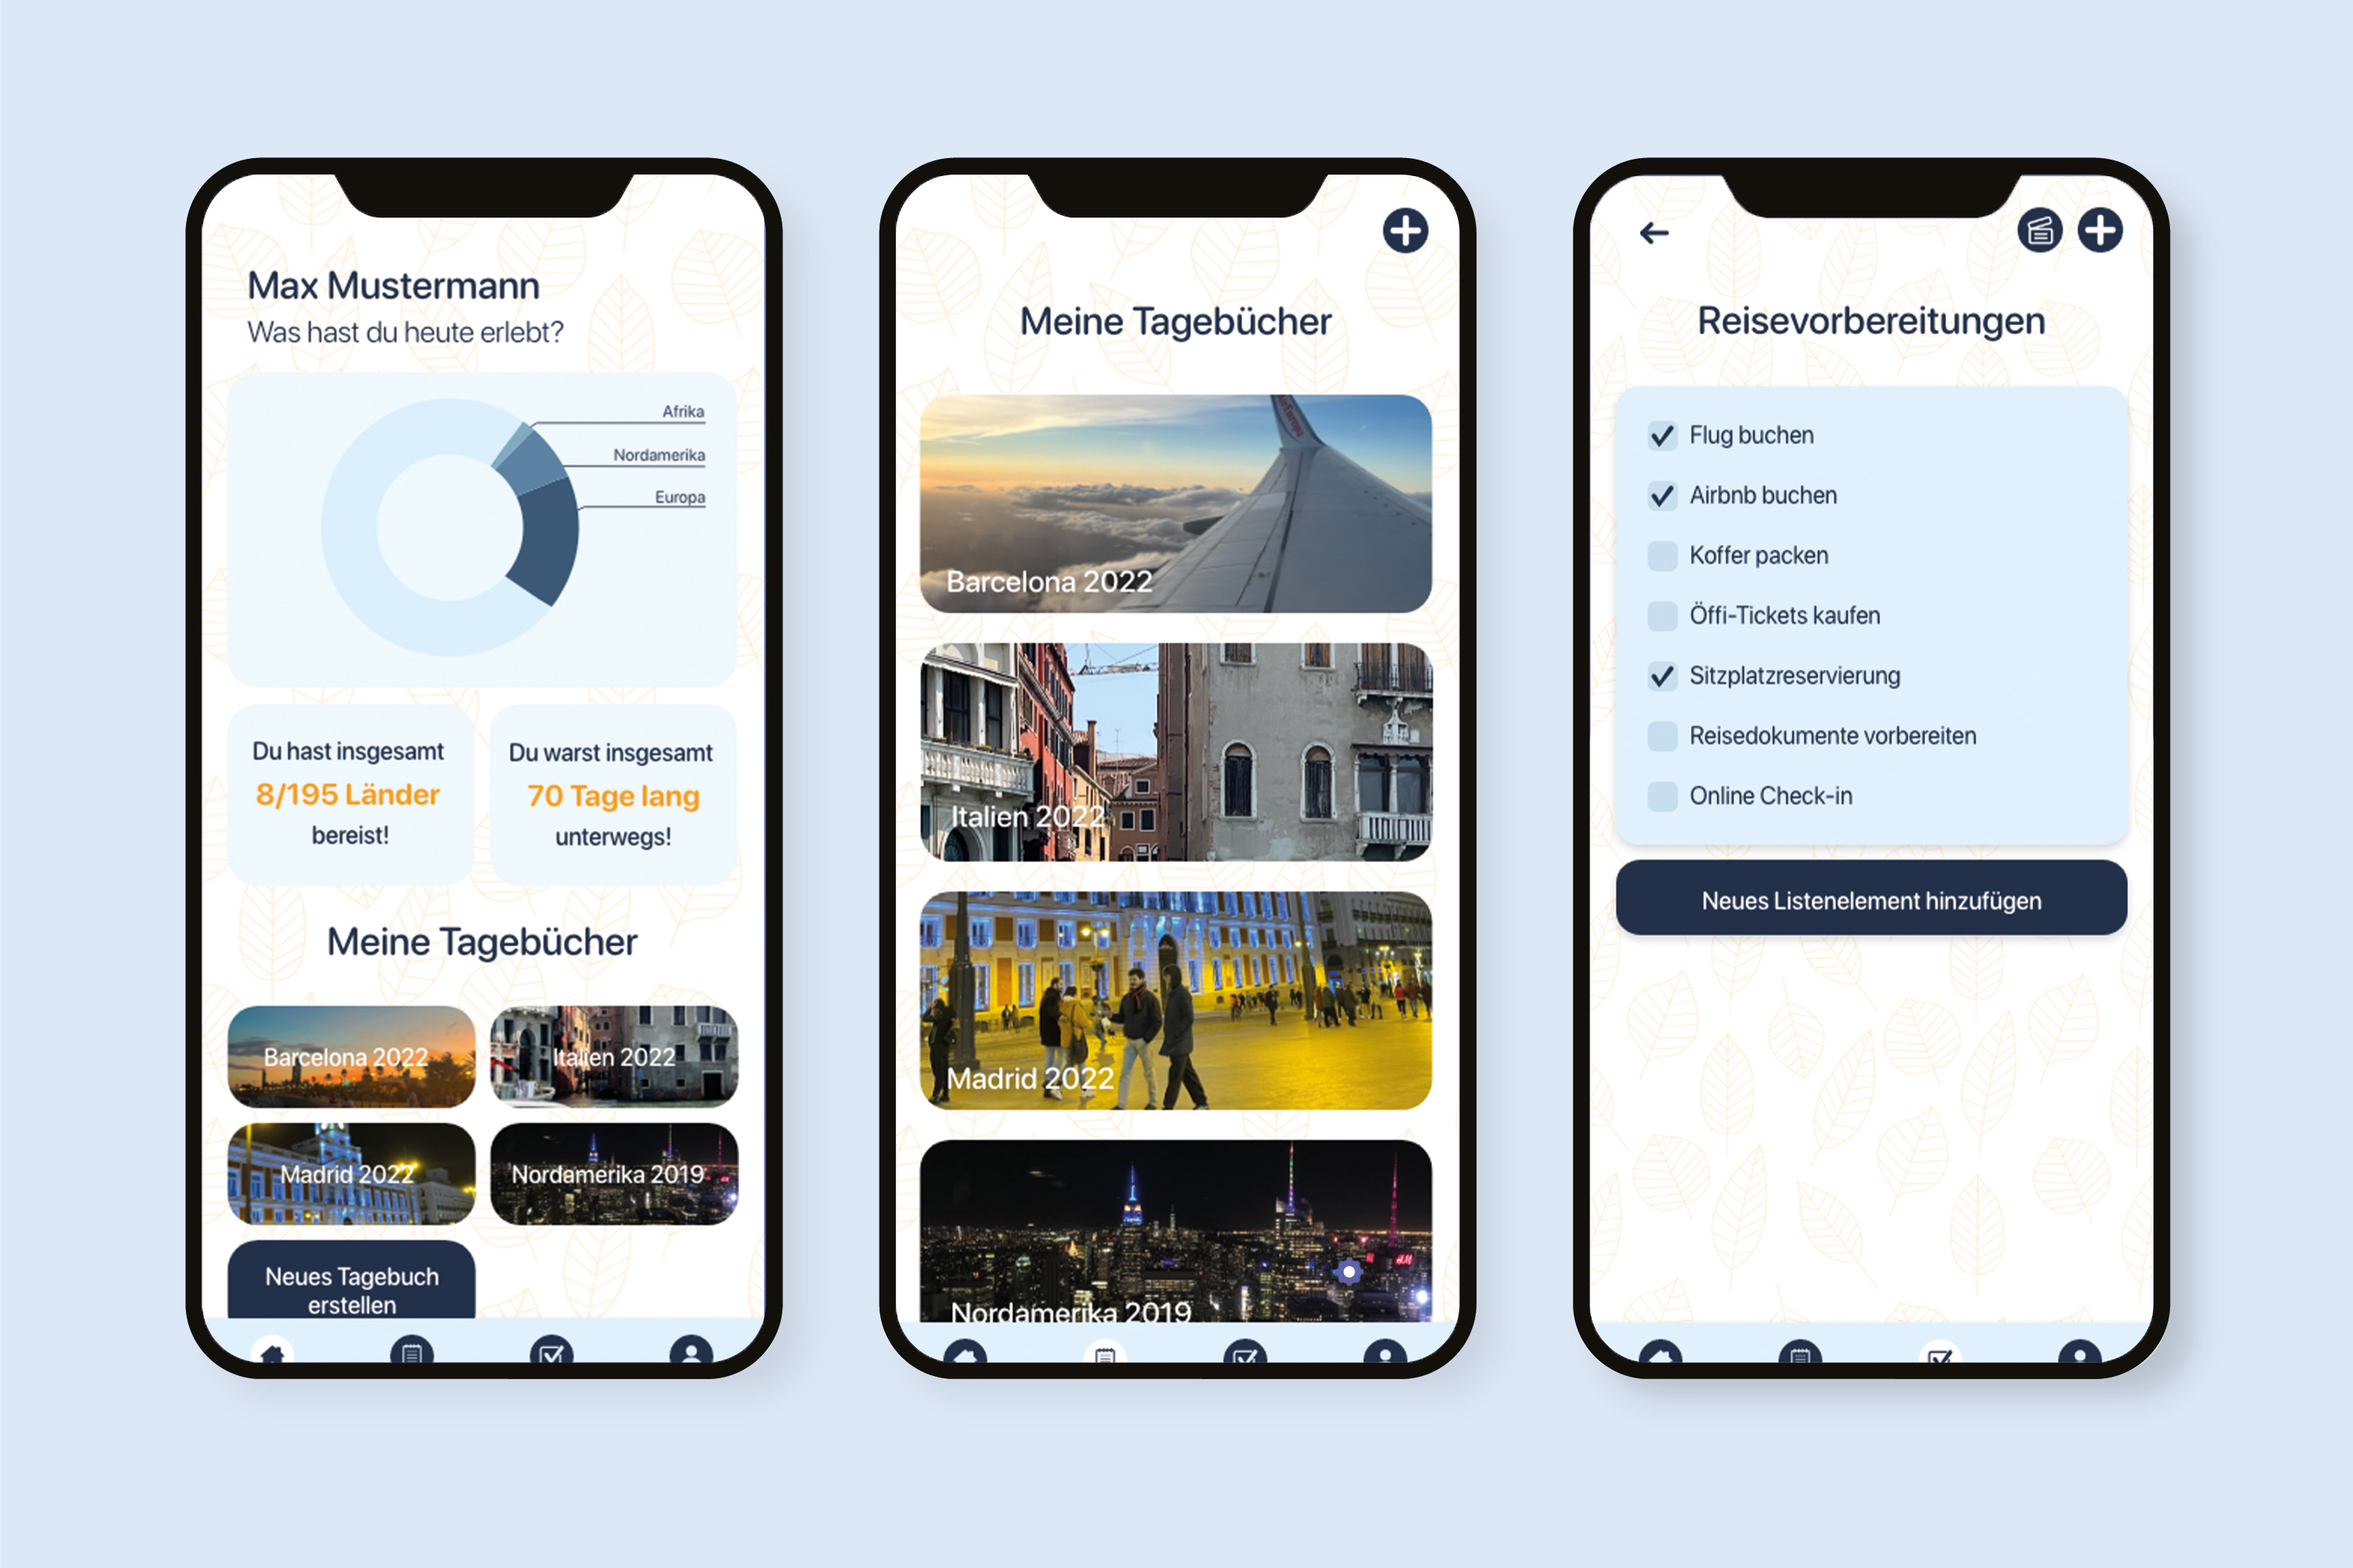 Max Mustermann
Was hast du heute erlebt?
Afrika
Nordamerika
Europa
Du hast insgesamt
8/195 Länder
bereist!
Du warst insgesamt
70 Tage lang
unterwegs!
Meine Tagebücher
Barcelona 2022
Italien 2022
Madrid 2022
Nordamerika 2019
Neues Tagebuch
erstellen
Meine Tagebücher
AirEuropa
Barcelona 2022
Italien 2022
Madrid 2022
H&M
Nordamerika 2019
Reisevorbereitungen
Flug buchen
Airbnb buchen
Koffer packen
Öffi-Tickets kaufen
Sitzplatzreservierung
Reisedokumente vorbereiten
Online Check-in
Neues Listenelement hinzufügen